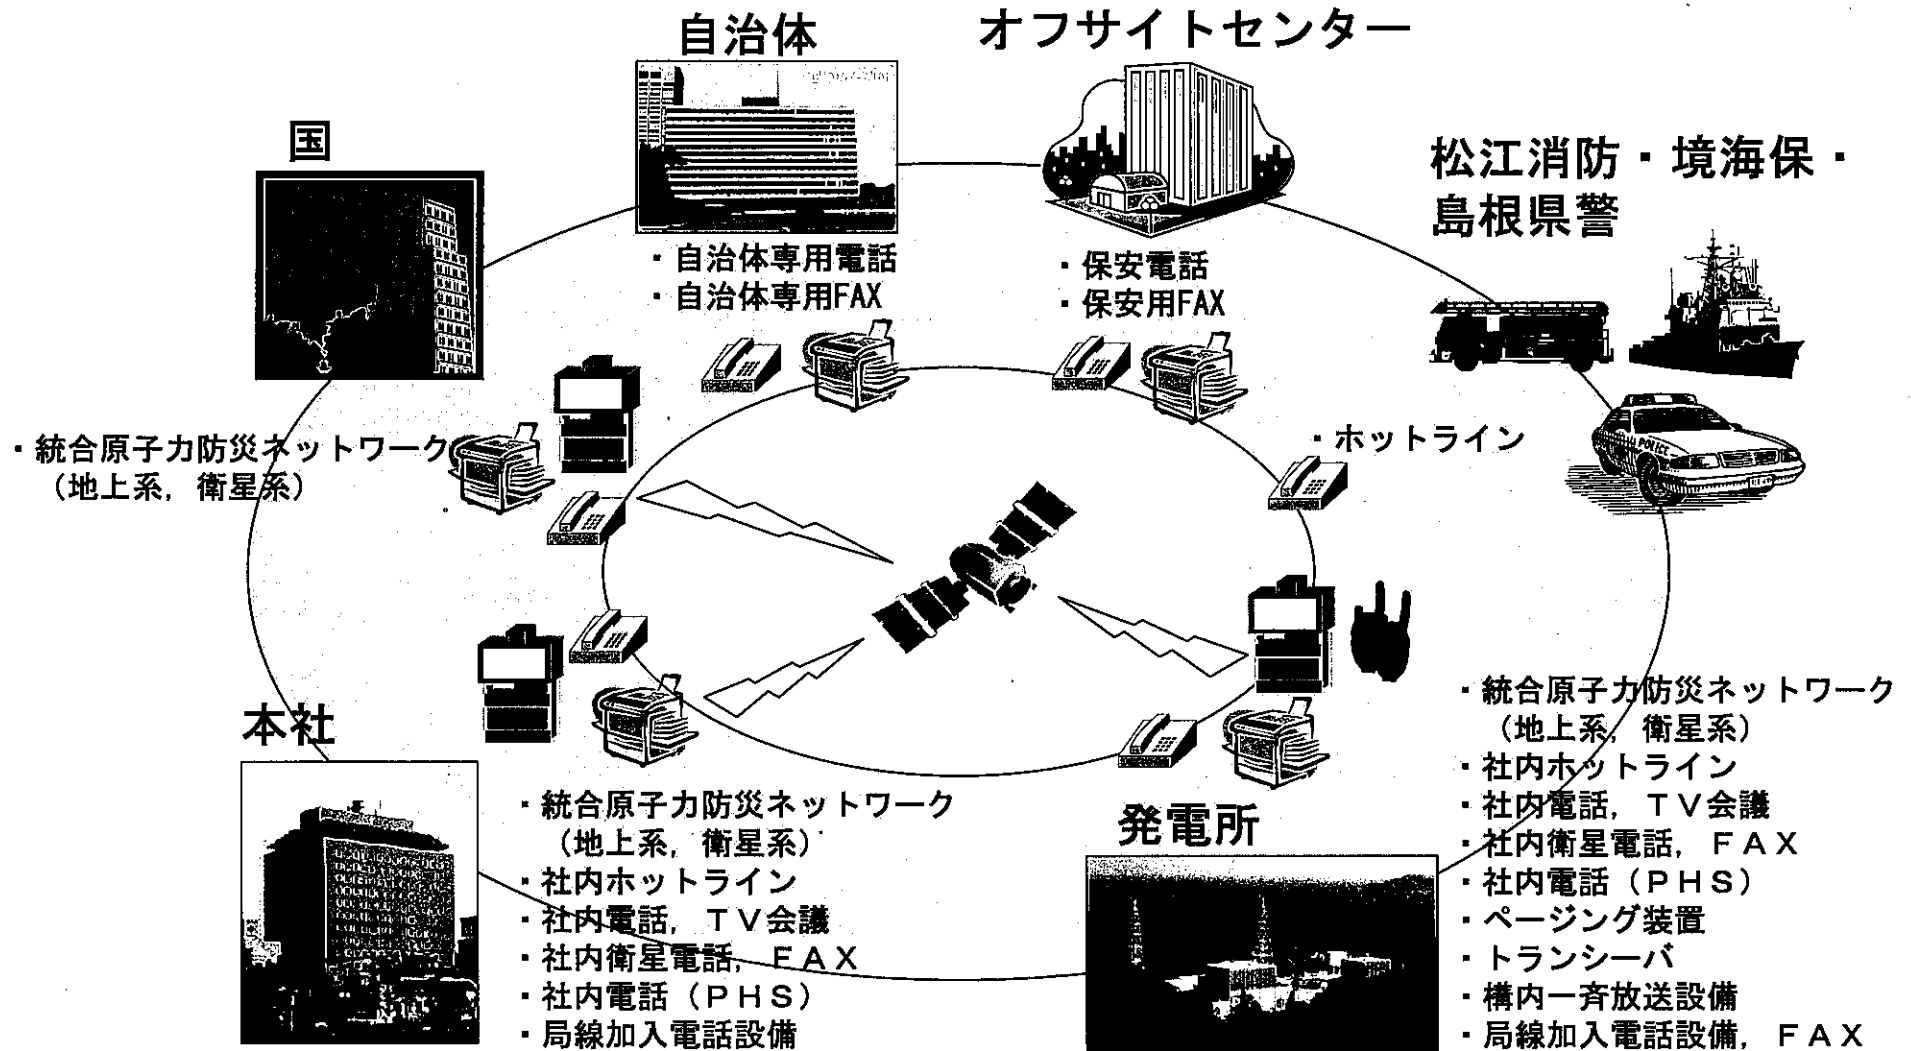 自治体
オフサイトセンター
国
松江消防・境海保・
島根県警
・自治体専用電話
・自治体専用FAX
・保安電話
・保安用FAX
・統合原子力防災ネットワーク
（地上系，衛星系）
・ホットライン
POLICE
本社
・統合原子力防災ネットワーク
（地上系，衛星系）
・社内ホットライン
・社内電話，ＴＶ会議
・社内衛星電話，ＦＡＸ
・社内電話（ＰＨＳ）
・局線加入電話設備
発電所
・統合原子力防災ネットワーク
（地上系，衛星系）
・社内ホットライン
・社内電話，ＴＶ会議
・社内衛星電話，ＦＡＸ
・社内電話（ＰＨＳ）
・ページング装置
・トランシーバ
・構内一斉放送設備
・局線加入電話設備，ＦＡＸ